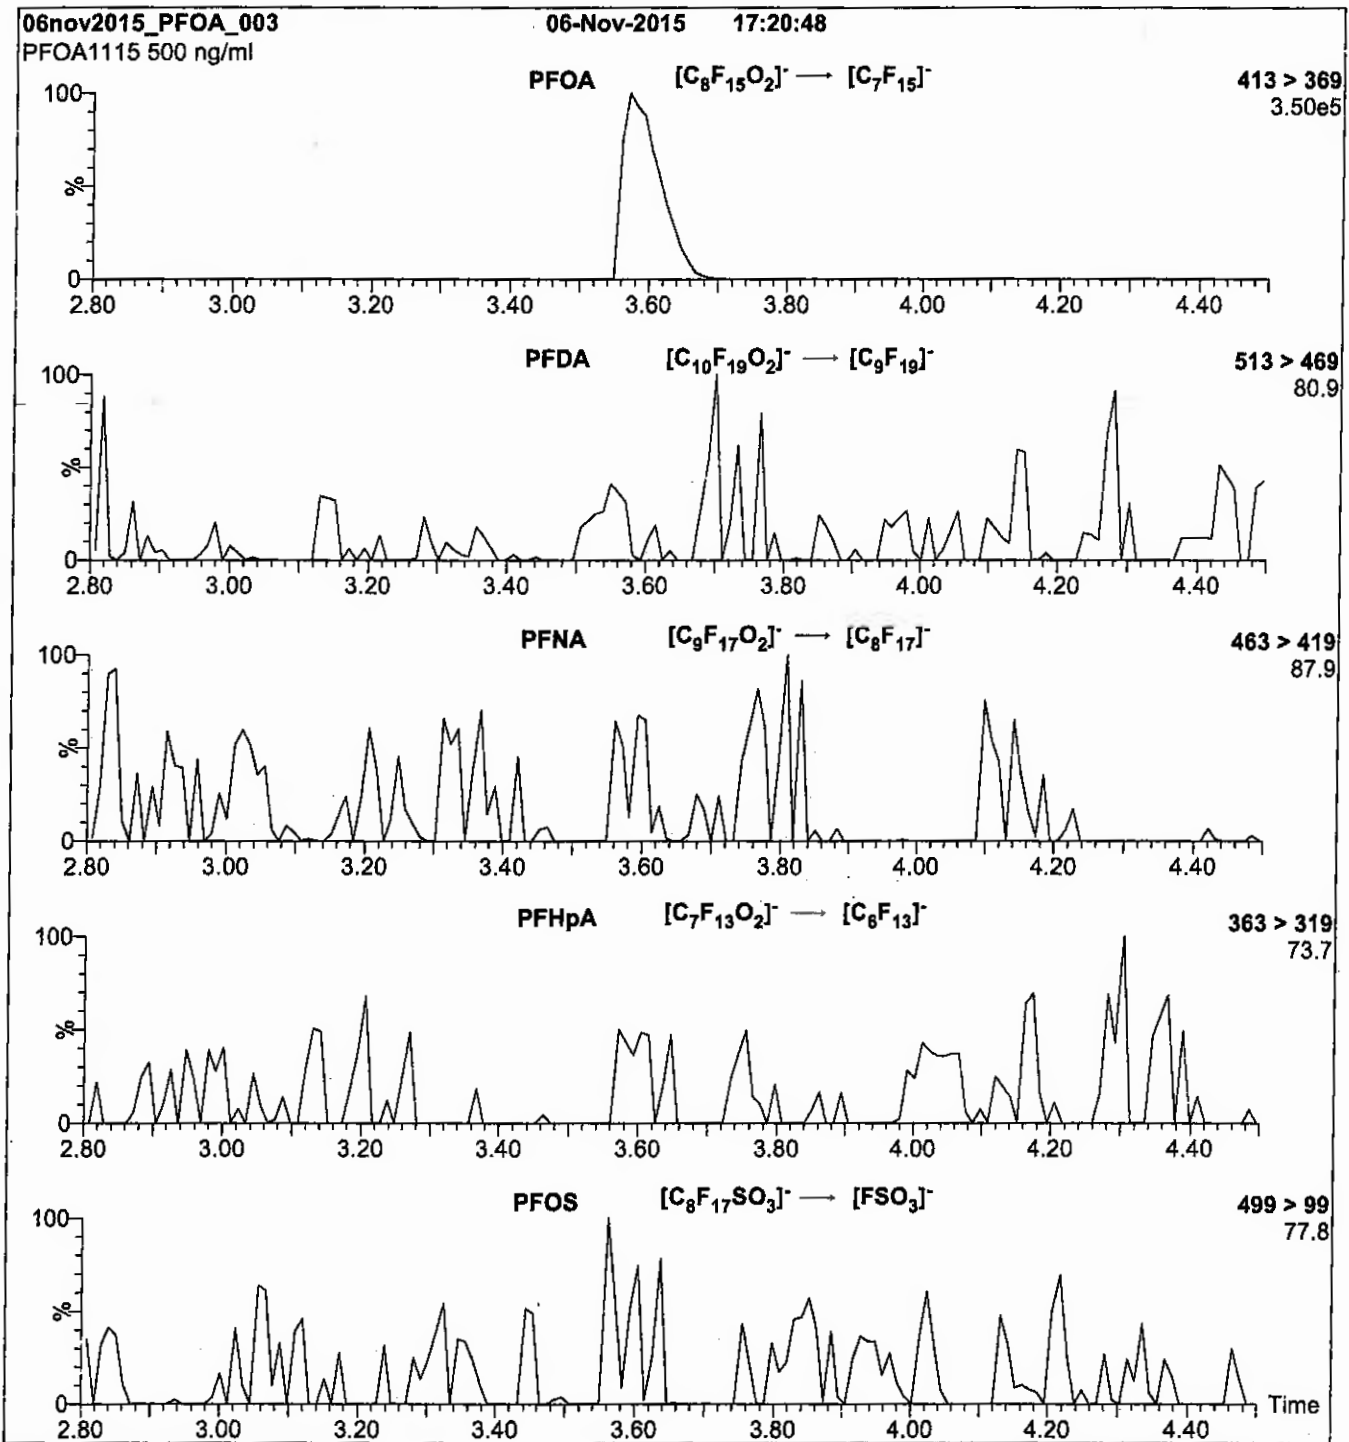 06nov2015_PFOA_003 06-Nov-2015 17:20:48
PFOA1115 500 ng/ml
PFOA [C8F15O2]- → [C7F15]- 413 > 369
3.50e5
100
%
0
2.80 3.00 3.20 3.40 3.60 3.80 4.00 4.20 4.40
PFDA [C10F19O2]- → [C9F19]- 513 > 469
80.9
100
%
0
2.80 3.00 3.20 3.40 3.60 3.80 4.00 4.20 4.40
PFNA [C9F17O2]- → [C8F17]- 463 > 419
87.9
100
%
0
2.80 3.00 3.20 3.40 3.60 3.80 4.00 4.20 4.40
PFHpA [C7F13O2]- → [C6F13]- 363 > 319
73.7
100
%
0
2.80 3.00 3.20 3.40 3.60 3.80 4.00 4.20 4.40
PFOS [C8F17SO3]- → [FSO3]- 499 > 99
77.8
100
%
0 Time
2.80 3.00 3.20 3.40 3.60 3.80 4.00 4.20 4.40